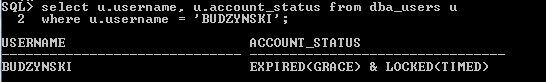 SQL> select u.username, u.account_status from dba_users u
2 where u.username = 'BUDZYNSKI';
USERNAME ACCOUNT_STATUS
BUDZYNSKI EXPIRED(GRACE) & LOCKED(TIMED)